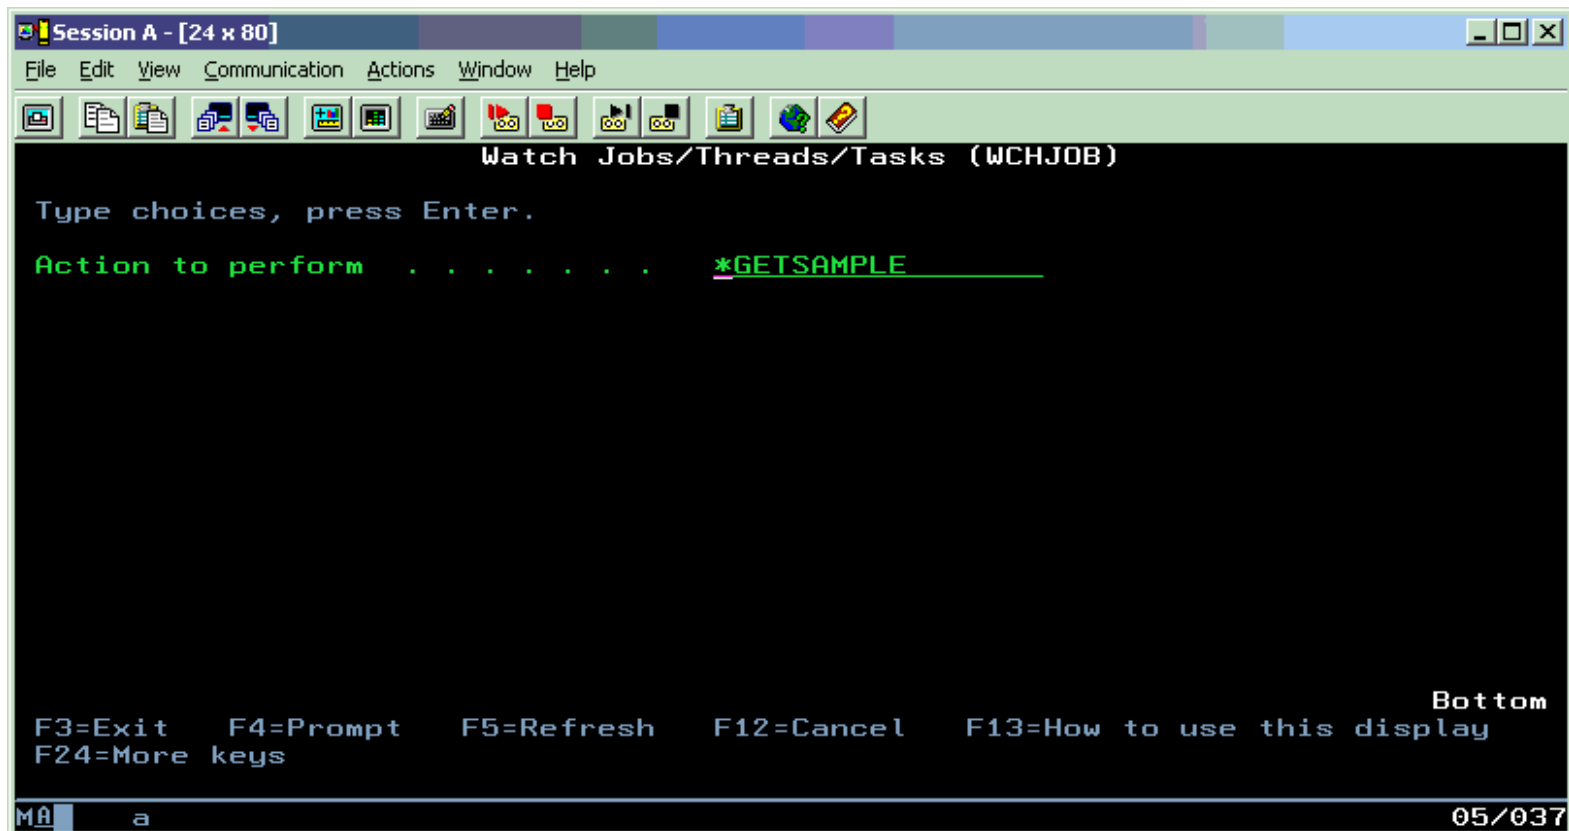 Session A - [24 x 80]
File Edit View Communication Actions Window Help
Watch Jobs/Threads/Tasks (WCHJOB)
Type choices, press Enter.
Action to perform . . . . . . . *GETSAMPLE
Bottom
F3=Exit F4=Prompt F5=Refresh F12=Cancel F13=How to use this display
F24=More keys
MA a 05/037